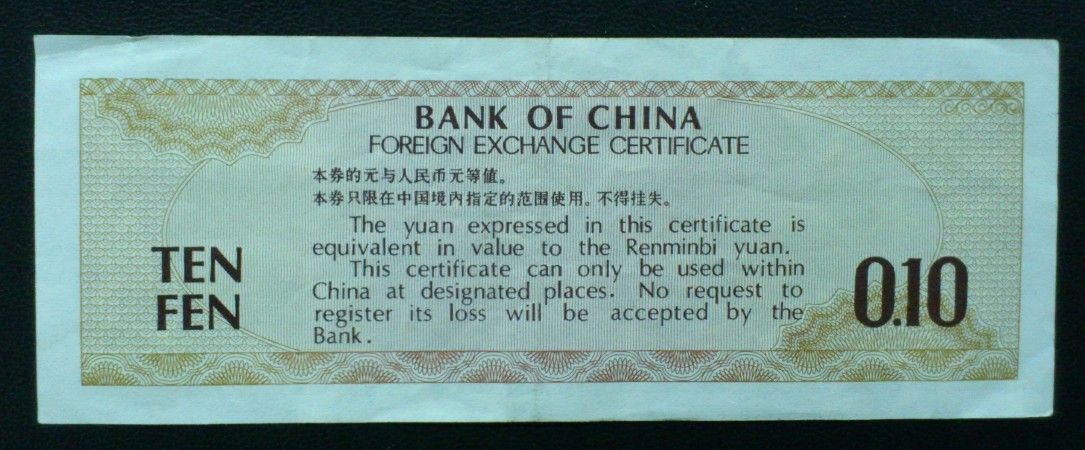 BANK OF CHINA
FOREIGN EXCHANGE CERTIFICATE
本券的元与人民币元等值。
本券只限在中国境内指定的范围使用。不得挂失。
The yuan expressed in this certificate is
equivalent in value to the Renminbi yuan.
This certificate can only be used within
China at designated places. No request to
register its loss will be accepted by the
Bank.
TEN
FEN
0.10